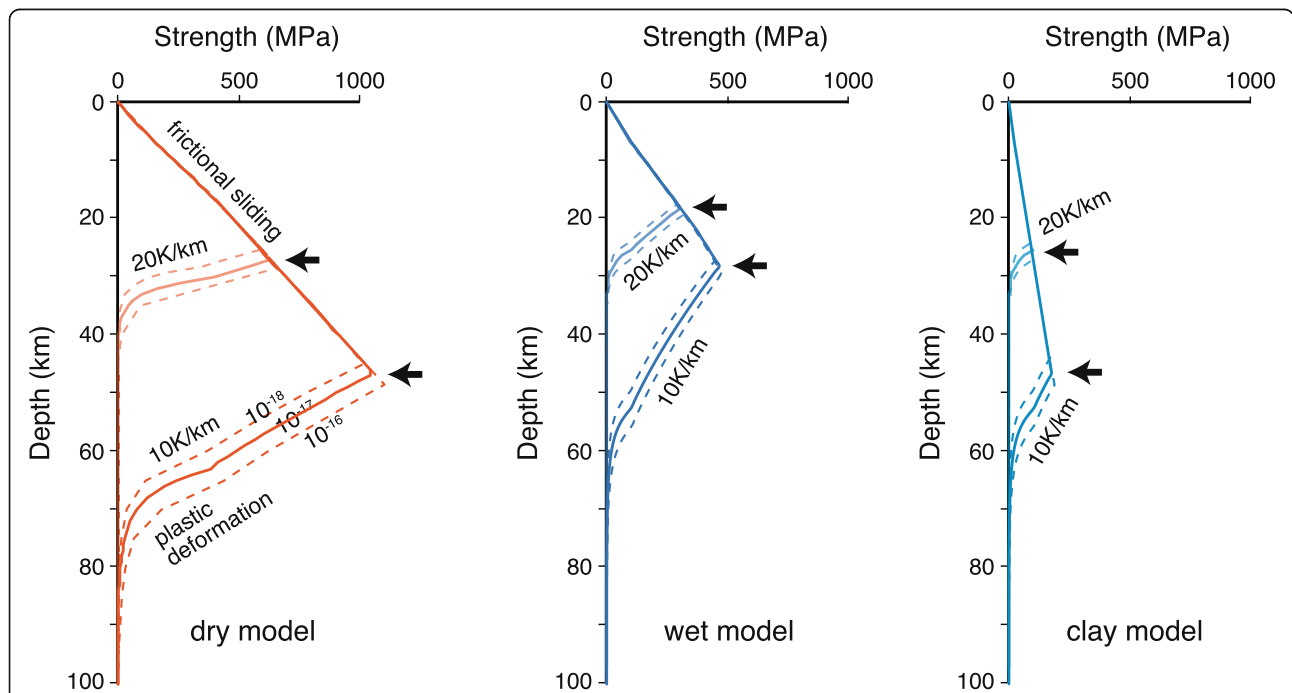 Strength (MPa)
0 500 1000
0
20
40
60
80
100
Depth (km)
frictional sliding
20K/km
10K/km
10-18
10-17
10-16
plastic
deformation
dry model
Strength (MPa)
0 500 1000
0
20
40
60
80
100
Depth (km)
20K/km
10K/km
wet model
Strength (MPa)
0 500 1000
0
20
40
60
80
100
Depth (km)
20K/km
10K/km
clay model